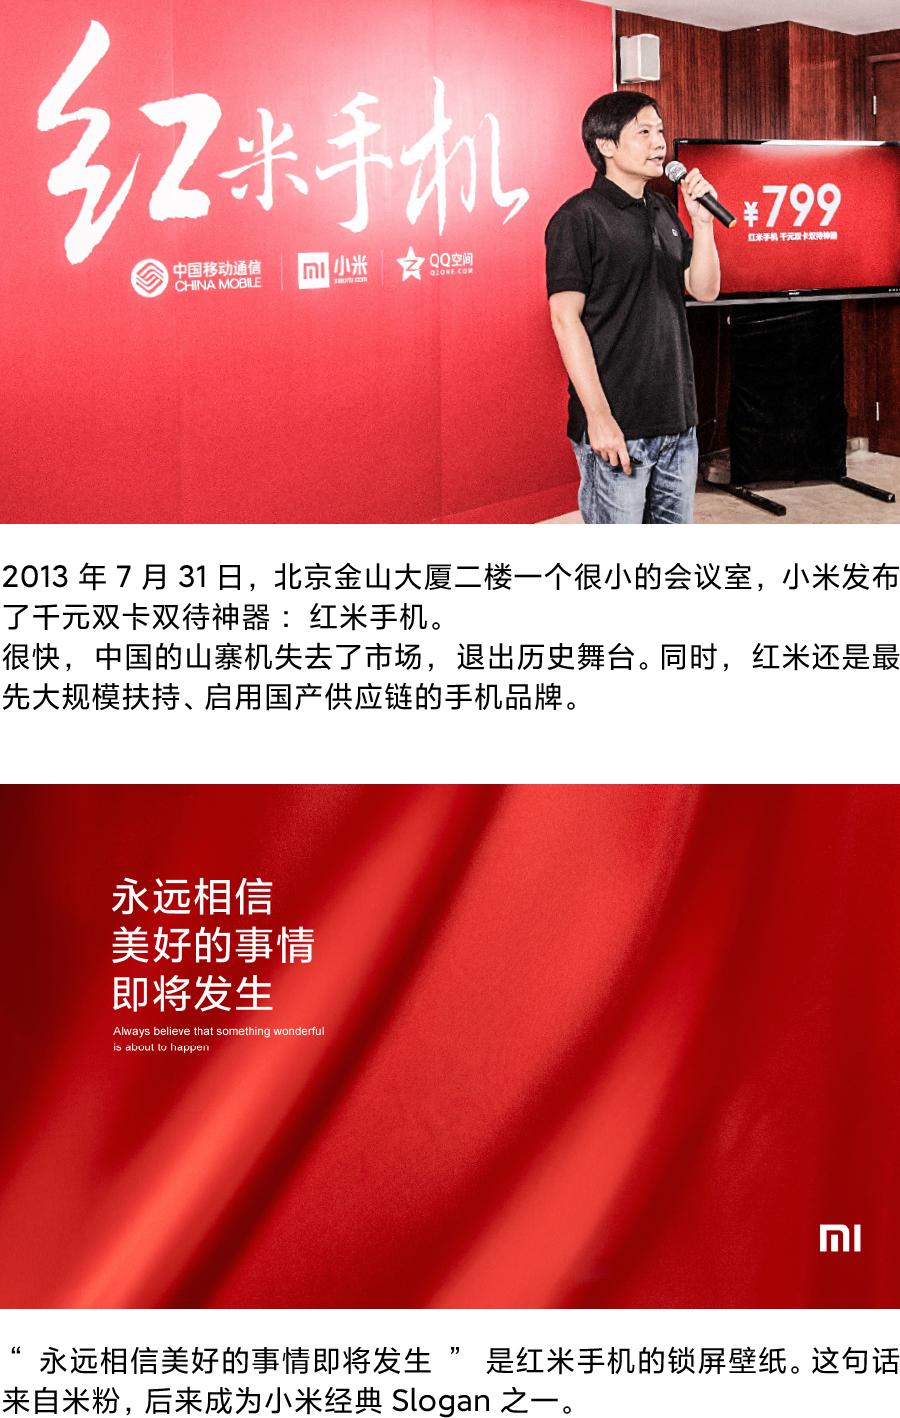 红米手机
中国移动通信
CHINA MOBILE
小米
xiaomi.com
QQ空间
QZONE.COM
¥799
红米手机 千元双卡双待神器
2013 年 7 月 31 日，北京金山大厦二楼一个很小的会议室，小米发布
了千元双卡双待神器：红米手机。
很快，中国的山寨机失去了市场，退出历史舞台。同时，红米还是最
先大规模扶持、启用国产供应链的手机品牌。
永远相信
美好的事情
即将发生
Always believe that something wonderful
is about to happen
MI
“永远相信美好的事情即将发生”是红米手机的锁屏壁纸。这句话
来自米粉，后来成为小米经典 Slogan 之一。